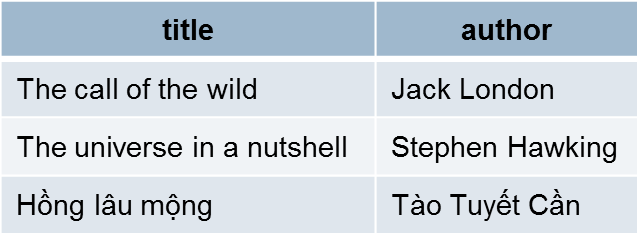 title author
The call of the wild Jack London
The universe in a nutshell Stephen Hawking
Hồng lâu mộng Tào Tuyết Cần